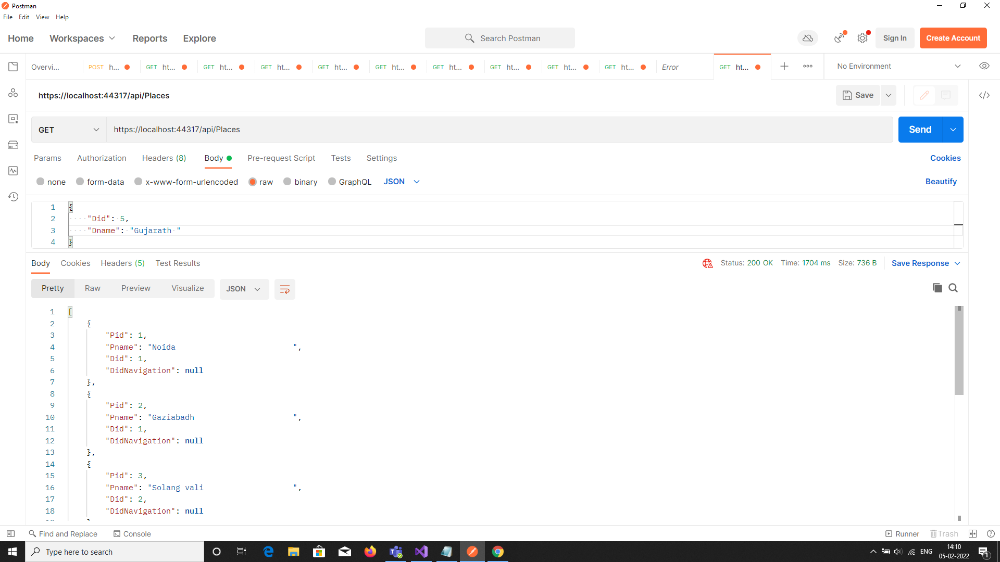 Postman
File Edit View Help
Home Workspaces Reports Explore Search Postman Sign In Create Account
Overvi... POST h... GET ht... GET ht... GET ht... GET ht... GET ht... GET ht... GET ht... GET ht... GET ht... Error GET ht... No Environment
https://localhost:44317/api/Places Save
GET https://localhost:44317/api/Places Send
Params Authorization Headers (8) Body Pre-request Script Tests Settings Cookies
none form-data x-www-form-urlencoded raw binary GraphQL JSON Beautify
1 {
2 "Did": 5,
3 "Dname": "Gujarath "
4 }
Body Cookies Headers (5) Test Results Status: 200 OK Time: 1704 ms Size: 736 B Save Response
Pretty Raw Preview Visualize JSON
1 [
2 {
3 "Pid": 1,
4 "Pname": "Noida                         ",
5 "Did": 1,
6 "DidNavigation": null
7 },
8 {
9 "Pid": 2,
10 "Pname": "Gaziabadh                     ",
11 "Did": 1,
12 "DidNavigation": null
13 },
14 {
15 "Pid": 3,
16 "Pname": "Solang vali                   ",
17 "Did": 2,
18 "DidNavigation": null
Find and Replace Console Runner Trash
Type here to search ENG 14:10
05-02-2022 1